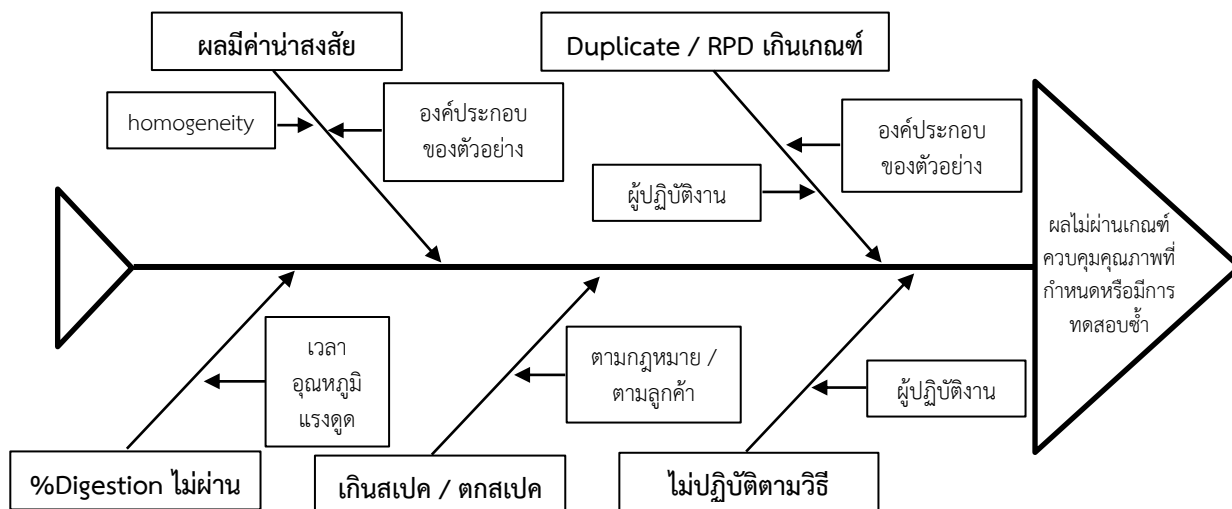 ผลมีค่าน่าสงสัย
Duplicate / RPD เกินเกณฑ์
homogeneity
องค์ประกอบ
ของตัวอย่าง
องค์ประกอบ
ของตัวอย่าง
ผู้ปฏิบัติงาน
ผลไม่ผ่านเกณฑ์
ควบคุมคุณภาพที่
กำหนดหรือมีการ
ทดสอบซ้ำ
เวลา
อุณหภูมิ
แรงดูด
ตามกฎหมาย /
ตามลูกค้า
ผู้ปฏิบัติงาน
%Digestion ไม่ผ่าน
เกินสเปค / ตกสเปค
ไม่ปฏิบัติตามวิธี